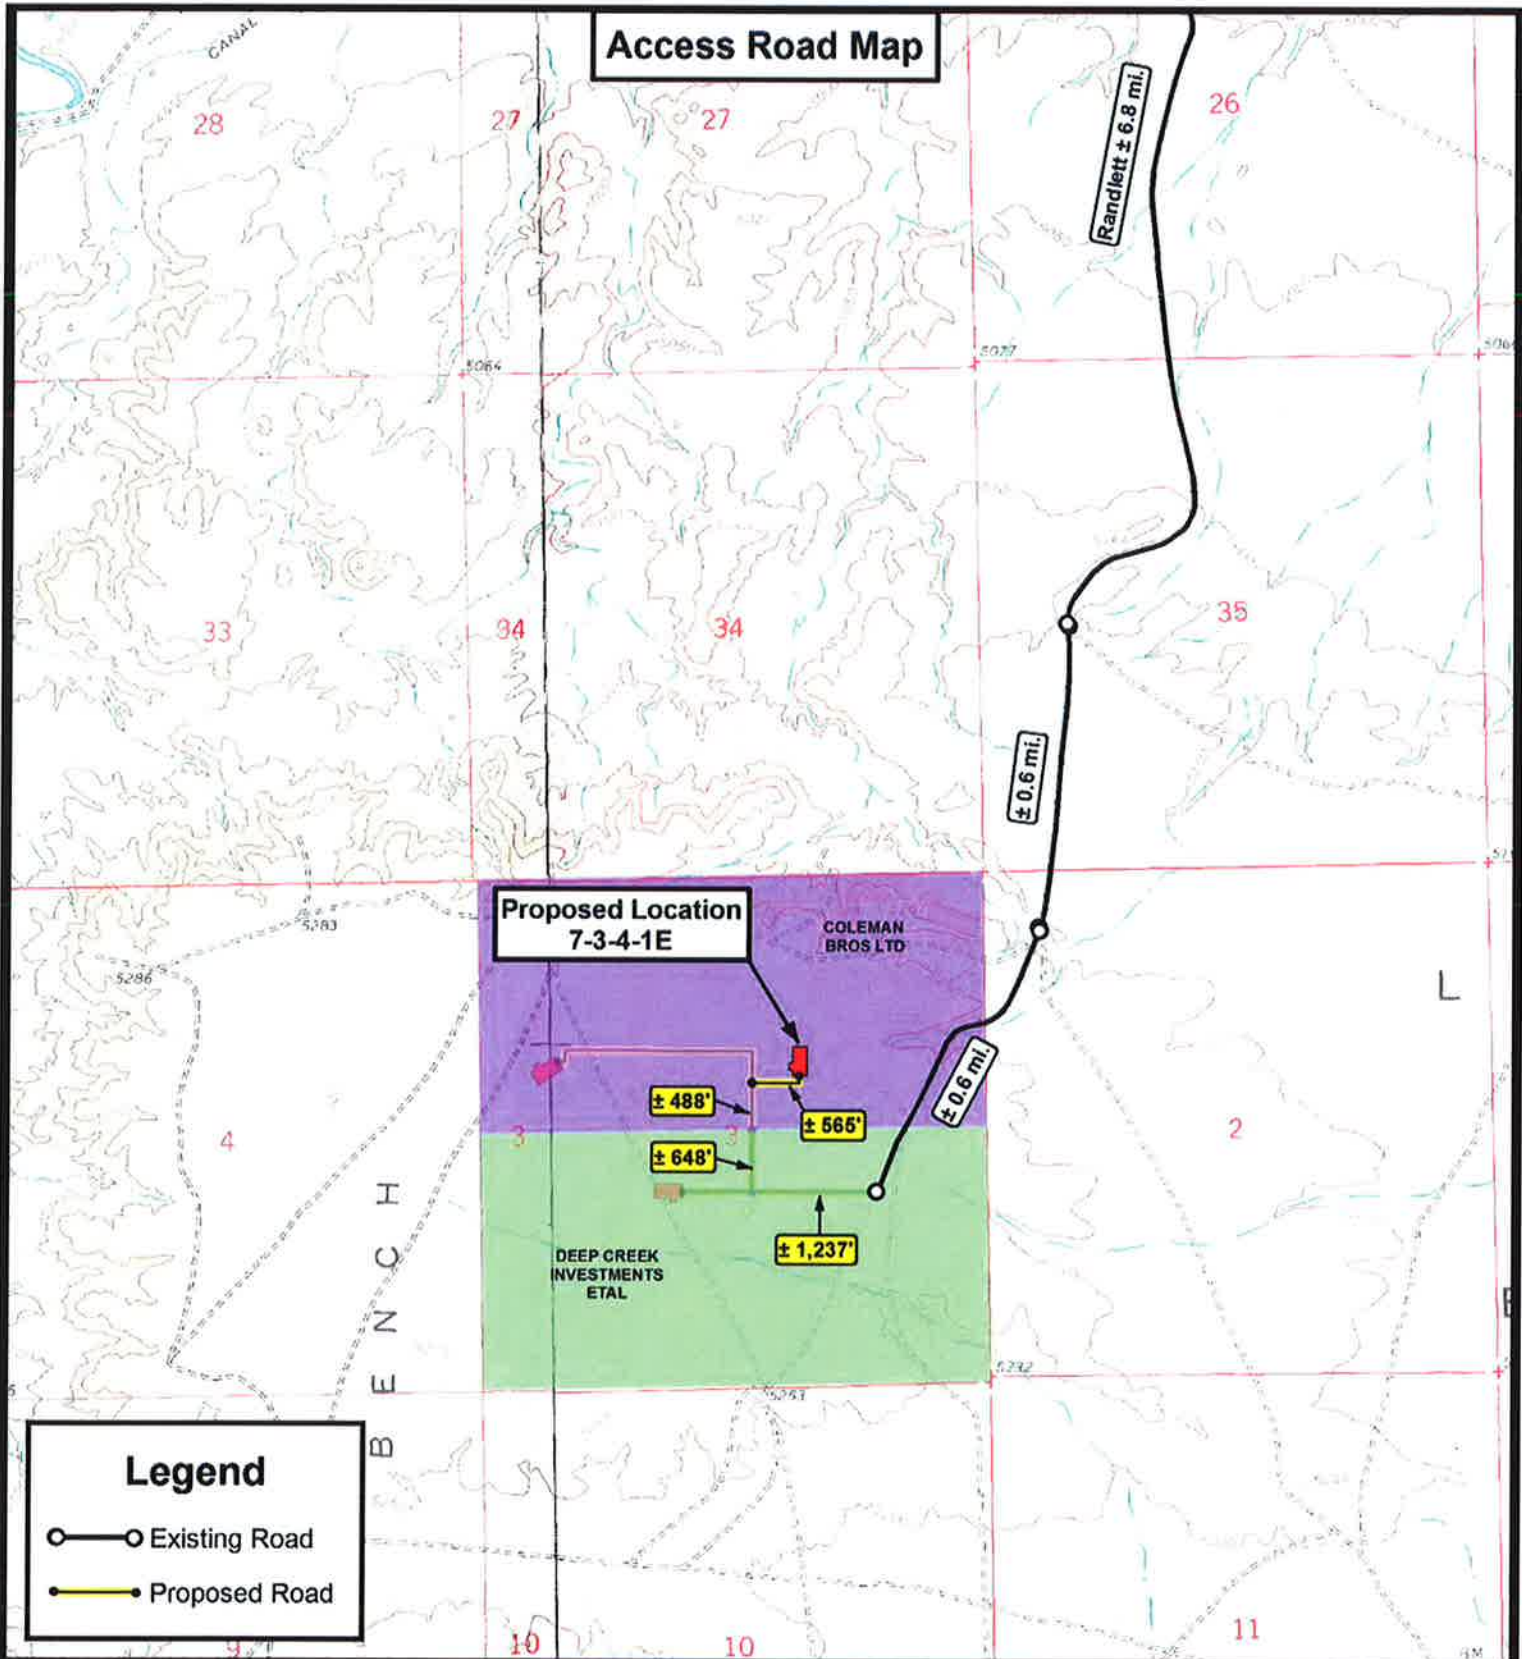 Access Road Map
CANAL
28
27
27
26
Randlett ± 6.8 mi.
5064
5077
33
34
34
35
± 0.6 mi.
Proposed Location
7-3-4-1E
COLEMAN
BROS LTD
5283
5286
L
± 0.6 mi.
± 488'
± 565'
4
3
3
2
± 648'
± 1,237'
BENCH
DEEP CREEK
INVESTMENTS
ETAL
5232
5253
Legend
Existing Road
Proposed Road
9
10
10
11
BM